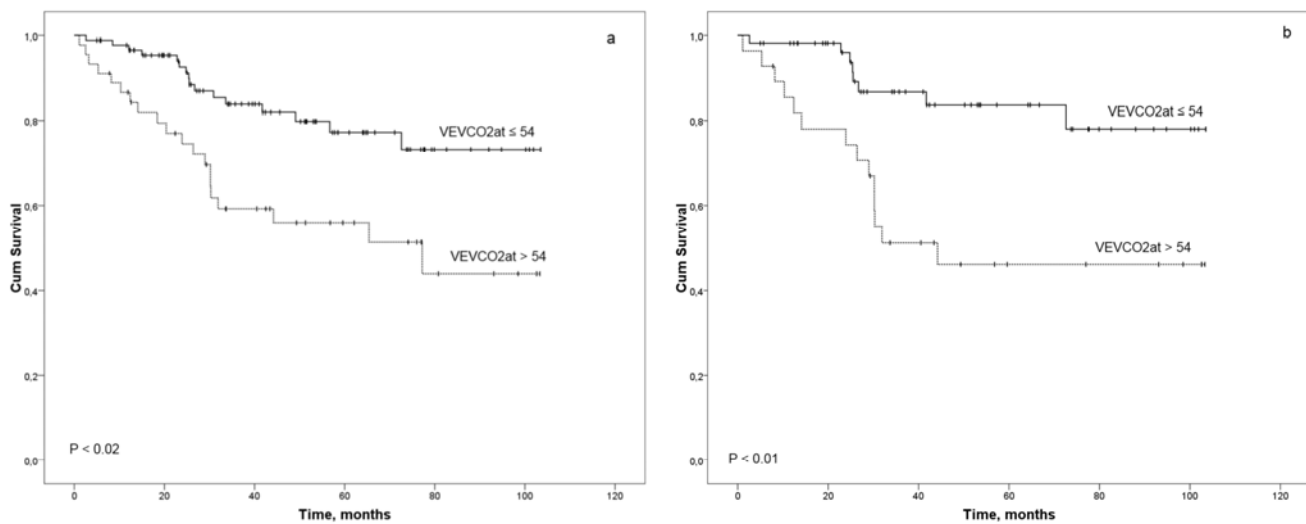 a
1,0
0,8
0,6
0,4
0,2
0,0
Cum Survival
VEVCO2at ≤ 54
VEVCO2at > 54
P < 0.02
0 20 40 60 80 100 120
Time, months
b
1,0
0,8
0,6
0,4
0,2
0,0
Cum Survival
VEVCO2at ≤ 54
VEVCO2at > 54
P < 0.01
0 20 40 60 80 100 120
Time, months